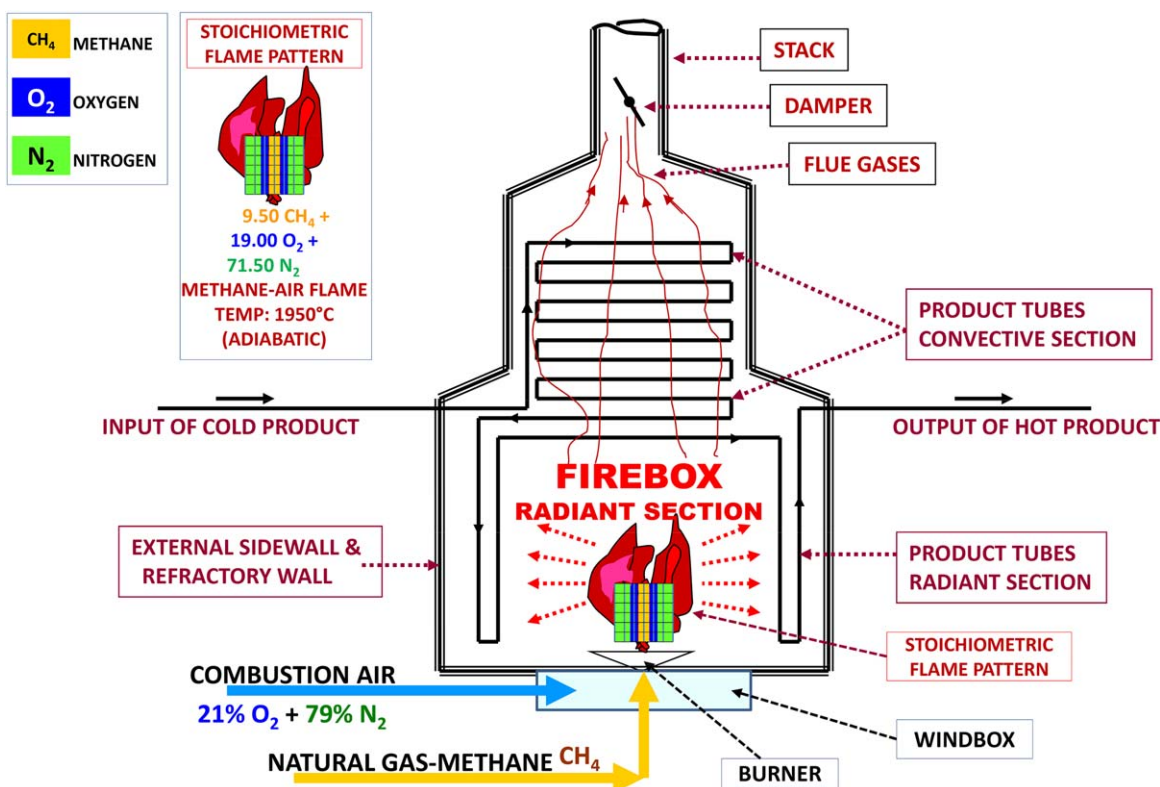 CH4 METHANE
O2 OXYGEN
N2 NITROGEN
STOICHIOMETRIC
FLAME PATTERN
9.50 CH4 +
19.00 O2 +
71.50 N2
METHANE-AIR FLAME
TEMP: 1950°C
(ADIABATIC)
STACK
DAMPER
FLUE GASES
PRODUCT TUBES
CONVECTIVE SECTION
INPUT OF COLD PRODUCT
OUTPUT OF HOT PRODUCT
FIREBOX
RADIANT SECTION
EXTERNAL SIDEWALL &
REFRACTORY WALL
PRODUCT TUBES
RADIANT SECTION
STOICHIOMETRIC
FLAME PATTERN
COMBUSTION AIR
21% O2 + 79% N2
WINDBOX
NATURAL GAS-METHANE CH4
BURNER